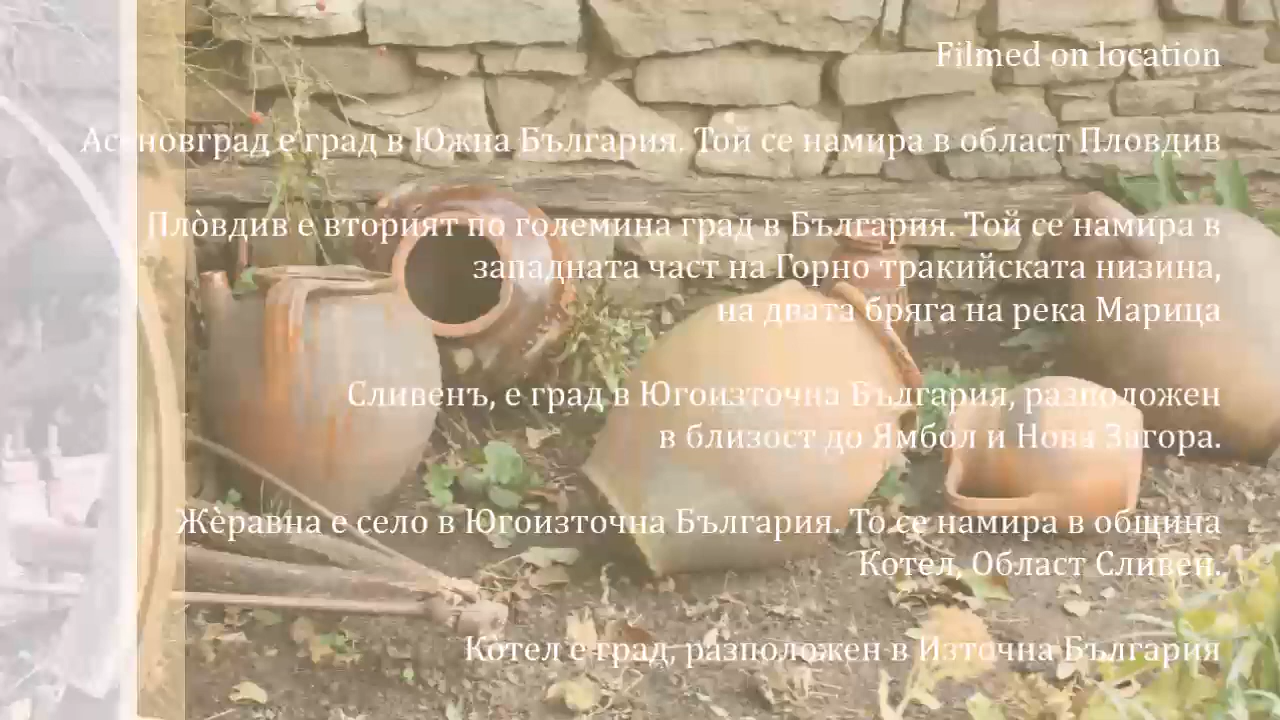 Filmed on location
Асеновград е град в Южна България. Той се намира в област Пловдив
Пло̀вдив е вторият по големина град в България. Той се намира в
западната част на Горно тракийската низина,
на двата бряга на река Марица
Сливенъ, е град в Югоизточна България, разположен
в близост до Ямбол и Нова Загора.
Жѐравна е село в Югоизточна България. То се намира в община
Котел, Област Сливен.
Ко̀тел е град, разположен в Източна България